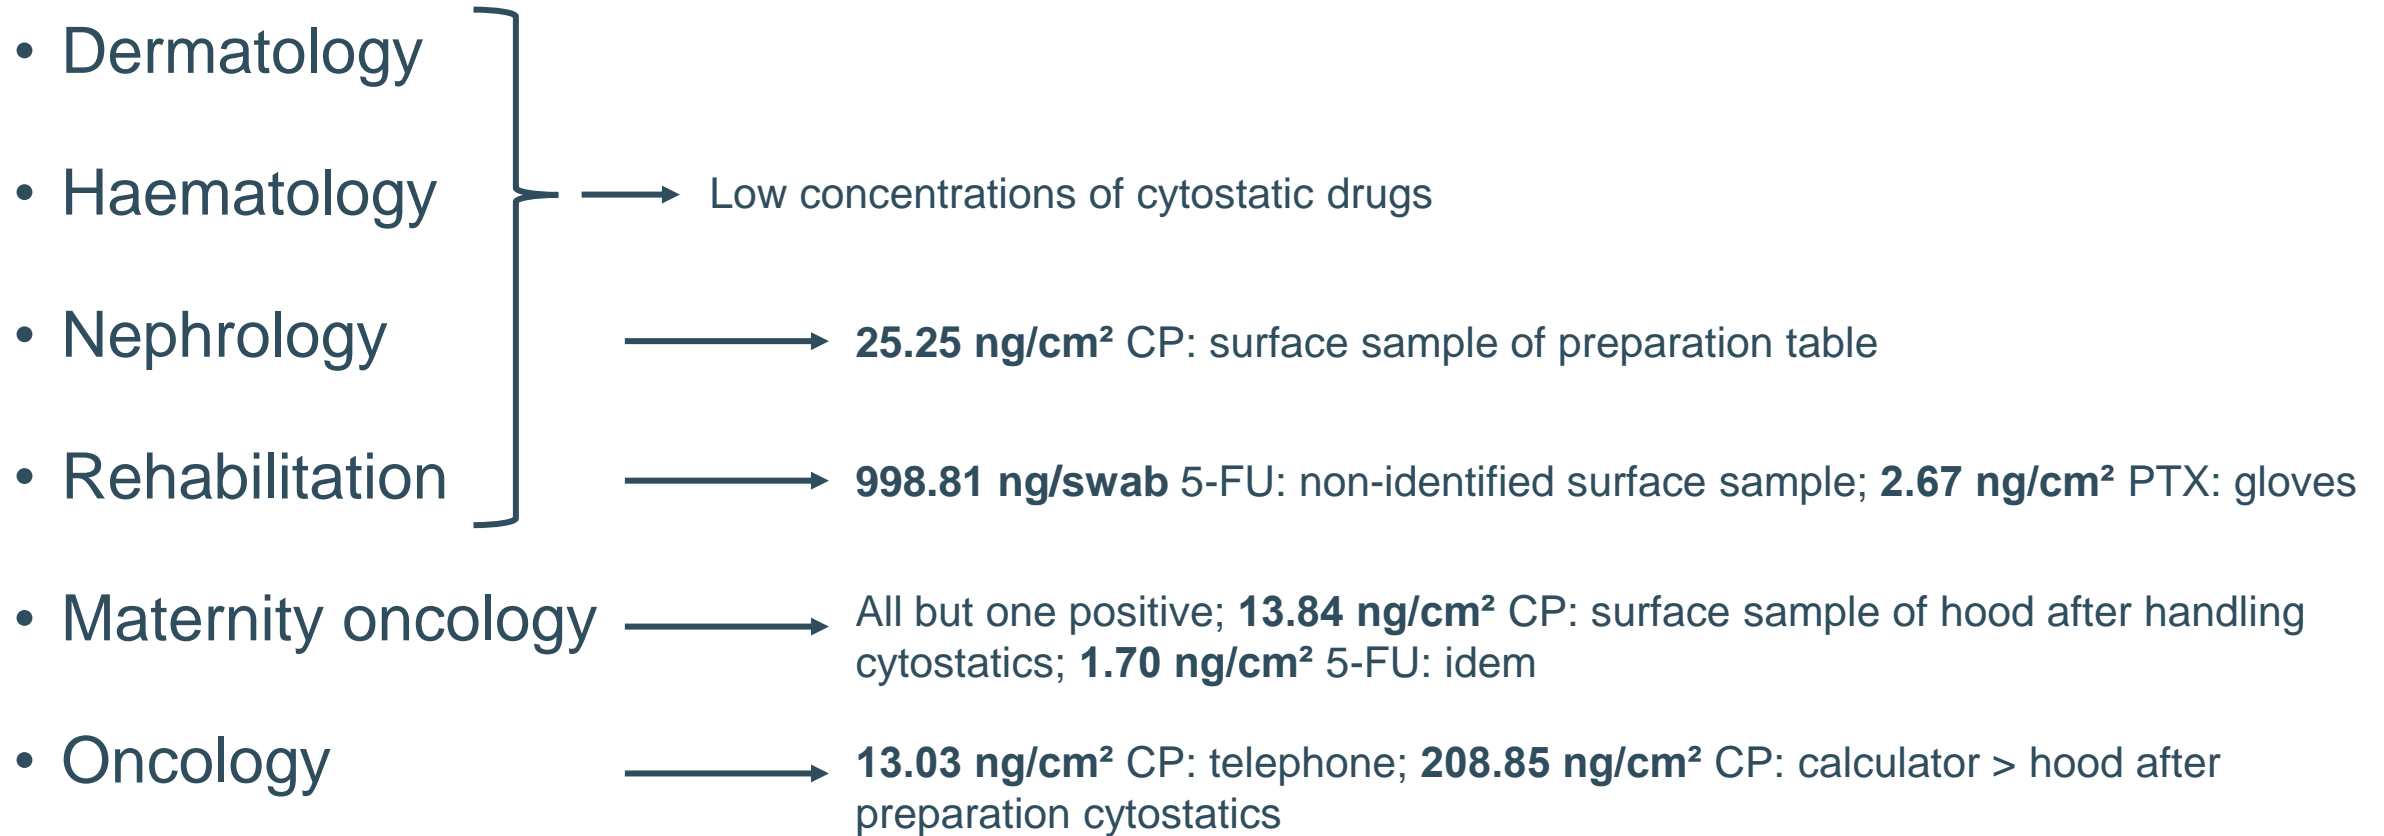 • Dermatology
• Haematology
Low concentrations of cytostatic drugs
• Nephrology
25.25 ng/cm² CP: surface sample of preparation table
• Rehabilitation
998.81 ng/swab 5-FU: non-identified surface sample; 2.67 ng/cm² PTX: gloves
• Maternity oncology
All but one positive; 13.84 ng/cm² CP: surface sample of hood after handling
cytostatics; 1.70 ng/cm² 5-FU: idem
• Oncology
13.03 ng/cm² CP: telephone; 208.85 ng/cm² CP: calculator > hood after
preparation cytostatics